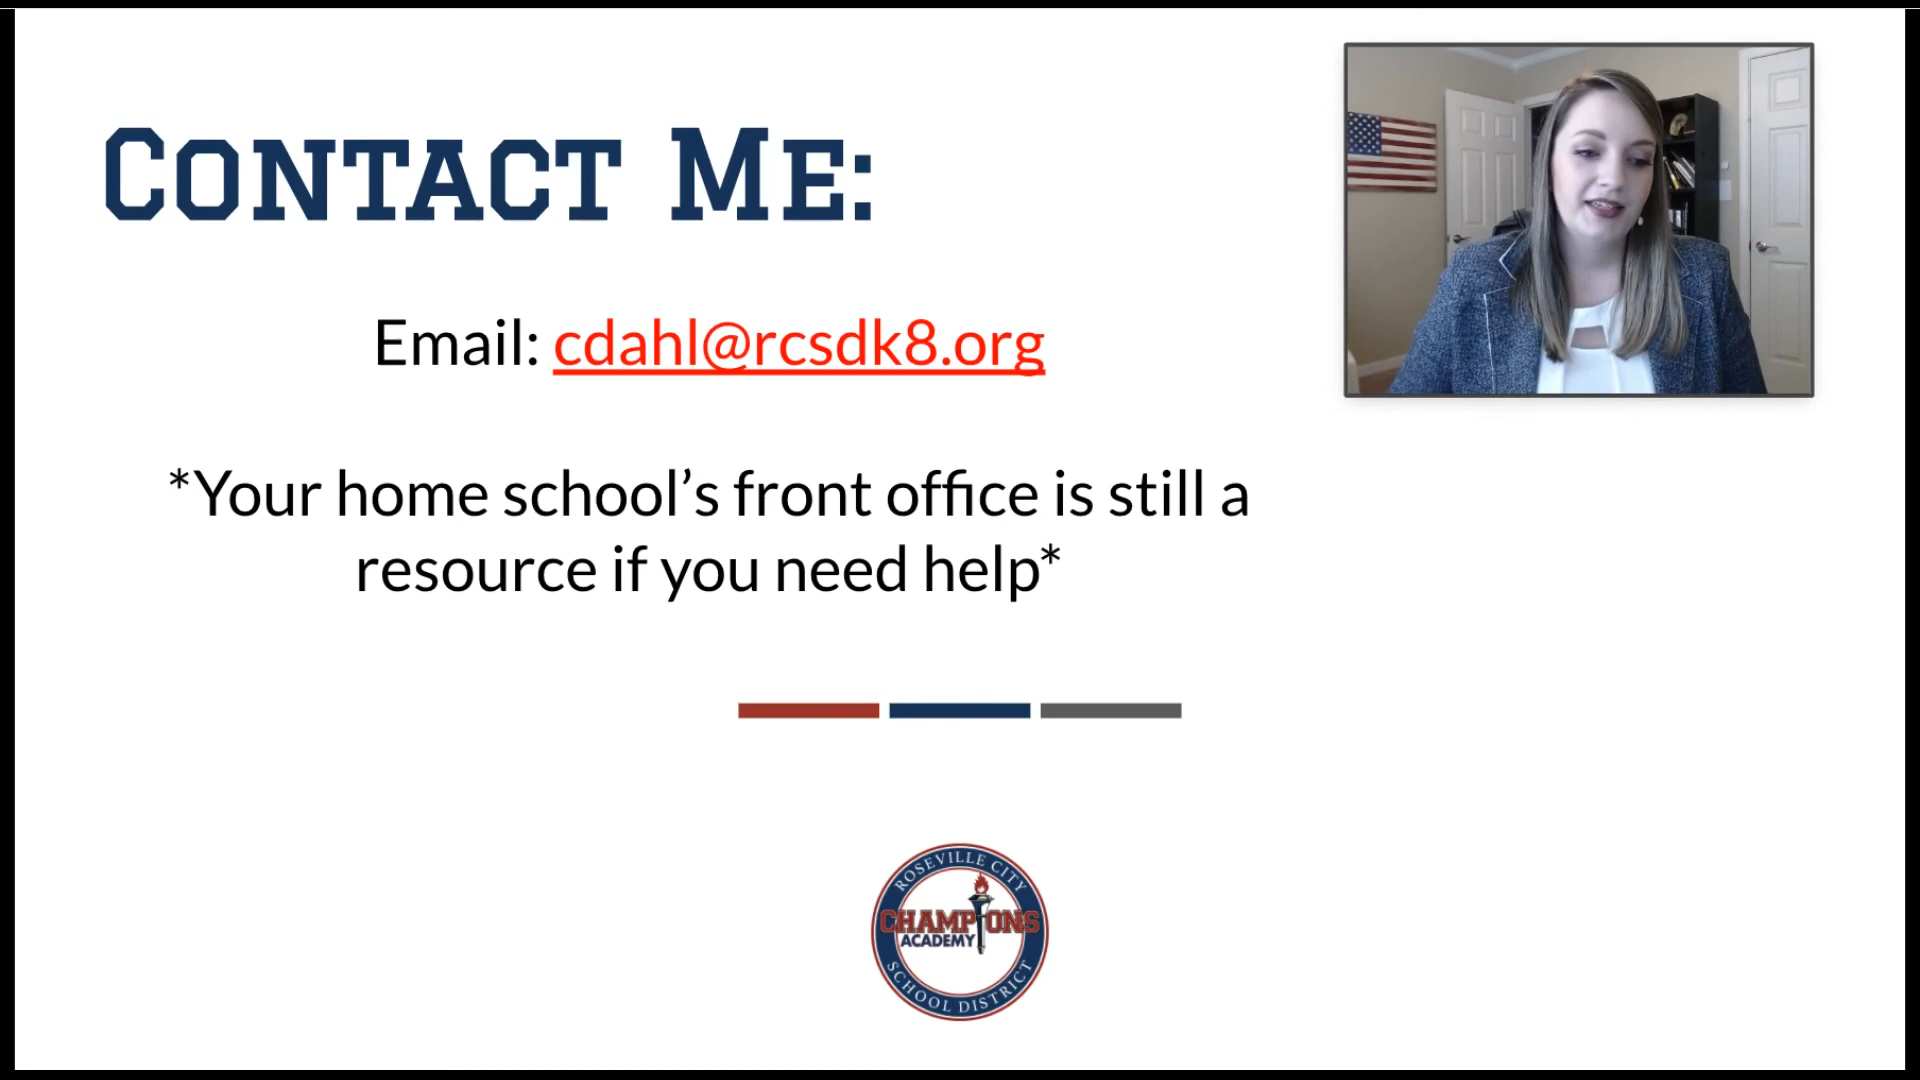 Contact Me:
Email: cdahl@rcsdk8.org
*Your home school’s front office is still a
resource if you need help*
ROSEVILLE CITY
CHAMPIONS
ACADEMY
SCHOOL DISTRICT